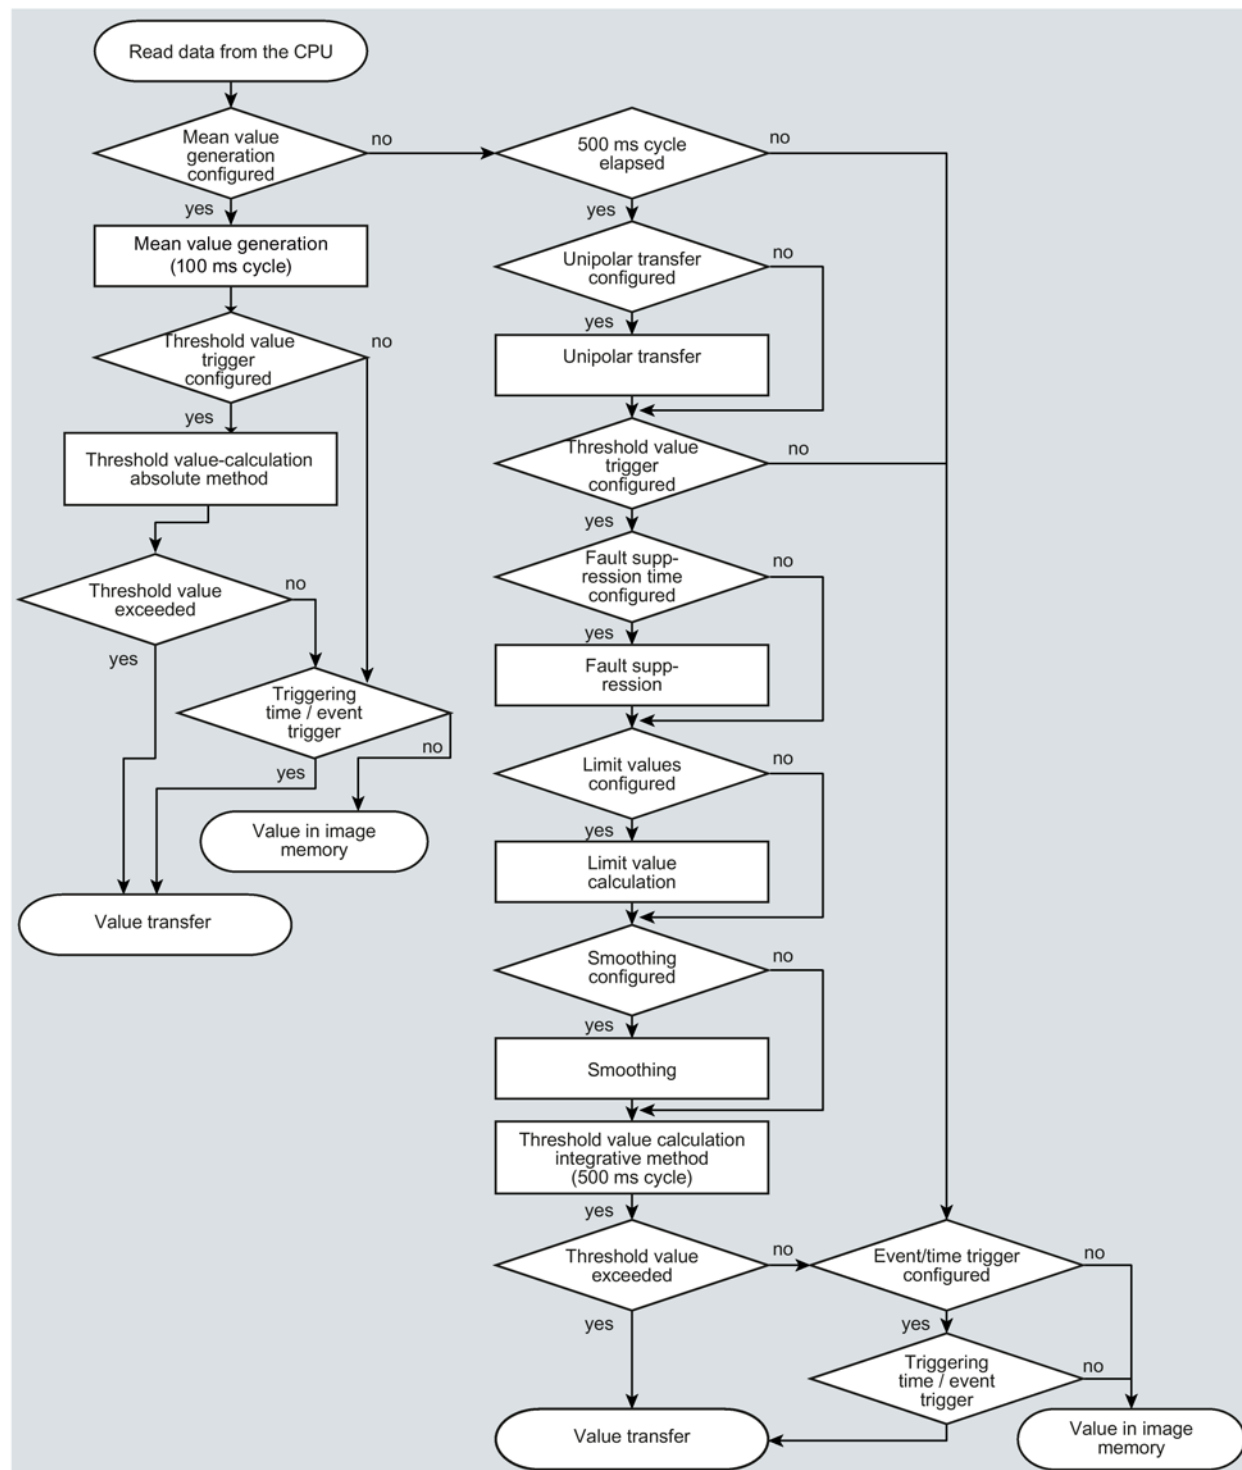 Read data from the CPU
Mean value
generation
configured
no
yes
Mean value generation
(100 ms cycle)
Threshold value
trigger
configured
no
yes
Threshold value-calculation
absolute method
Threshold value
exceeded
no
yes
Triggering
time / event
trigger
no
yes
Value in image
memory
Value transfer
500 ms cycle
elapsed
no
yes
Unipolar transfer
configured
no
yes
Unipolar transfer
Threshold value
trigger
configured
no
yes
Fault supp-
ression time
configured
no
yes
Fault supp-
ression
Limit values
configured
no
yes
Limit value
calculation
Smoothing
configured
no
yes
Smoothing
Threshold value calculation
integrative method
(500 ms cycle)
yes
Threshold value
exceeded
no
yes
Event/time trigger
configured
no
yes
Triggering
time / event
trigger
no
Value transfer
Value in image
memory